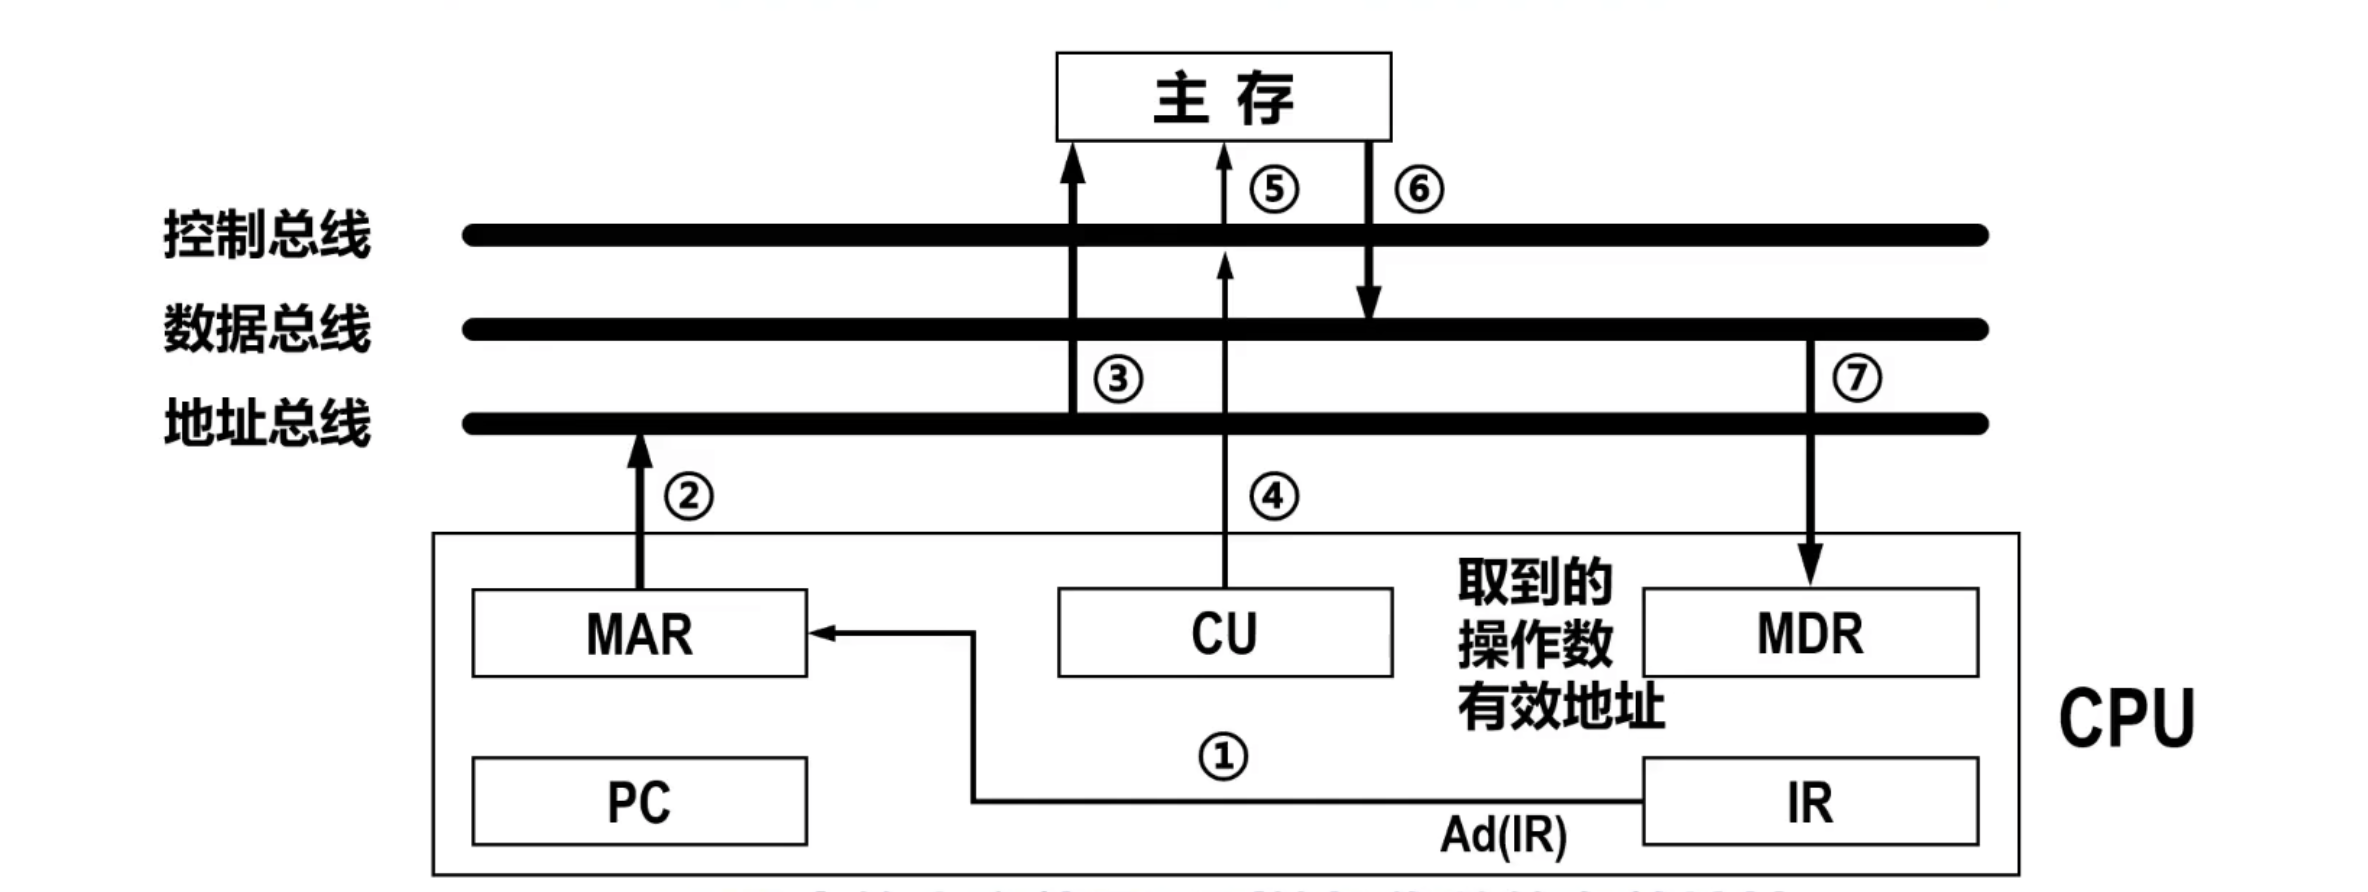 主 存
⑤
⑥
控制总线
数据总线
③
⑦
地址总线
②
④
取到的
操作数
有效地址
MAR
CU
MDR
CPU
①
PC
IR
Ad(IR)